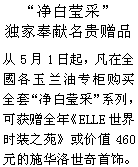 “净白莹采”
独家奉献名贵赠品
从5月1日起，凡在全
国各玉兰油专柜购买
全套“净白莹采”系列，
可获赠全年《ELLE世界
时装之苑》或价值460
元的施华洛世奇首饰。